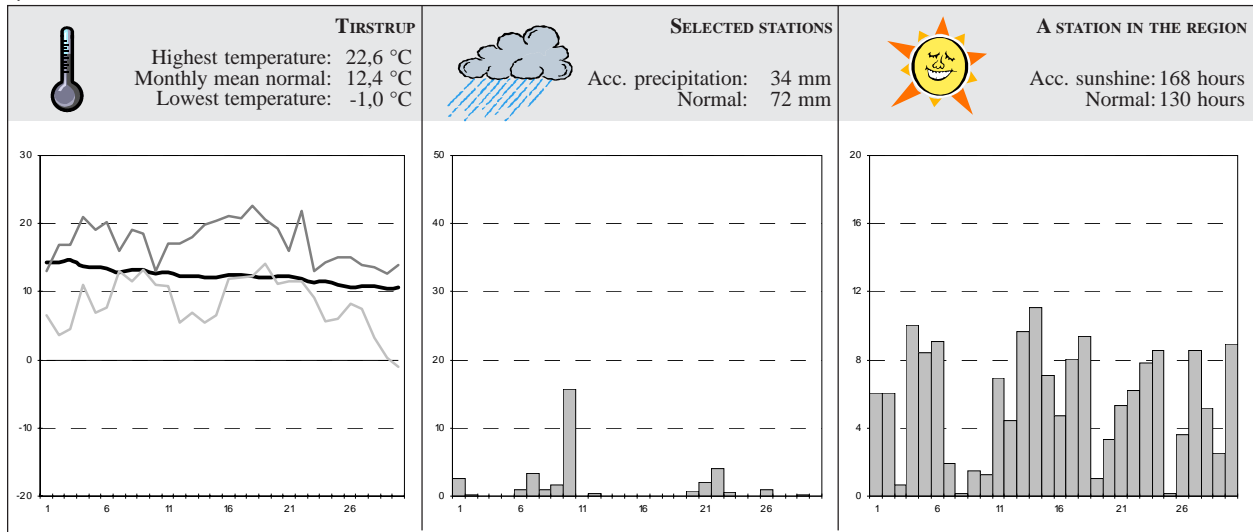 TIRSTRUP
Highest temperature: 22,6 °C
Monthly mean normal: 12,4 °C
Lowest temperature: -1,0 °C
SELECTED STATIONS
Acc. precipitation: 34 mm
Normal: 72 mm
A STATION IN THE REGION
Acc. sunshine: 168 hours
Normal: 130 hours
30
20
10
0
-10
-20
1 6 11 16 21 26
50
40
30
20
10
0
1 6 11 16 21 26
20
16
12
8
4
0
1 6 11 16 21 26